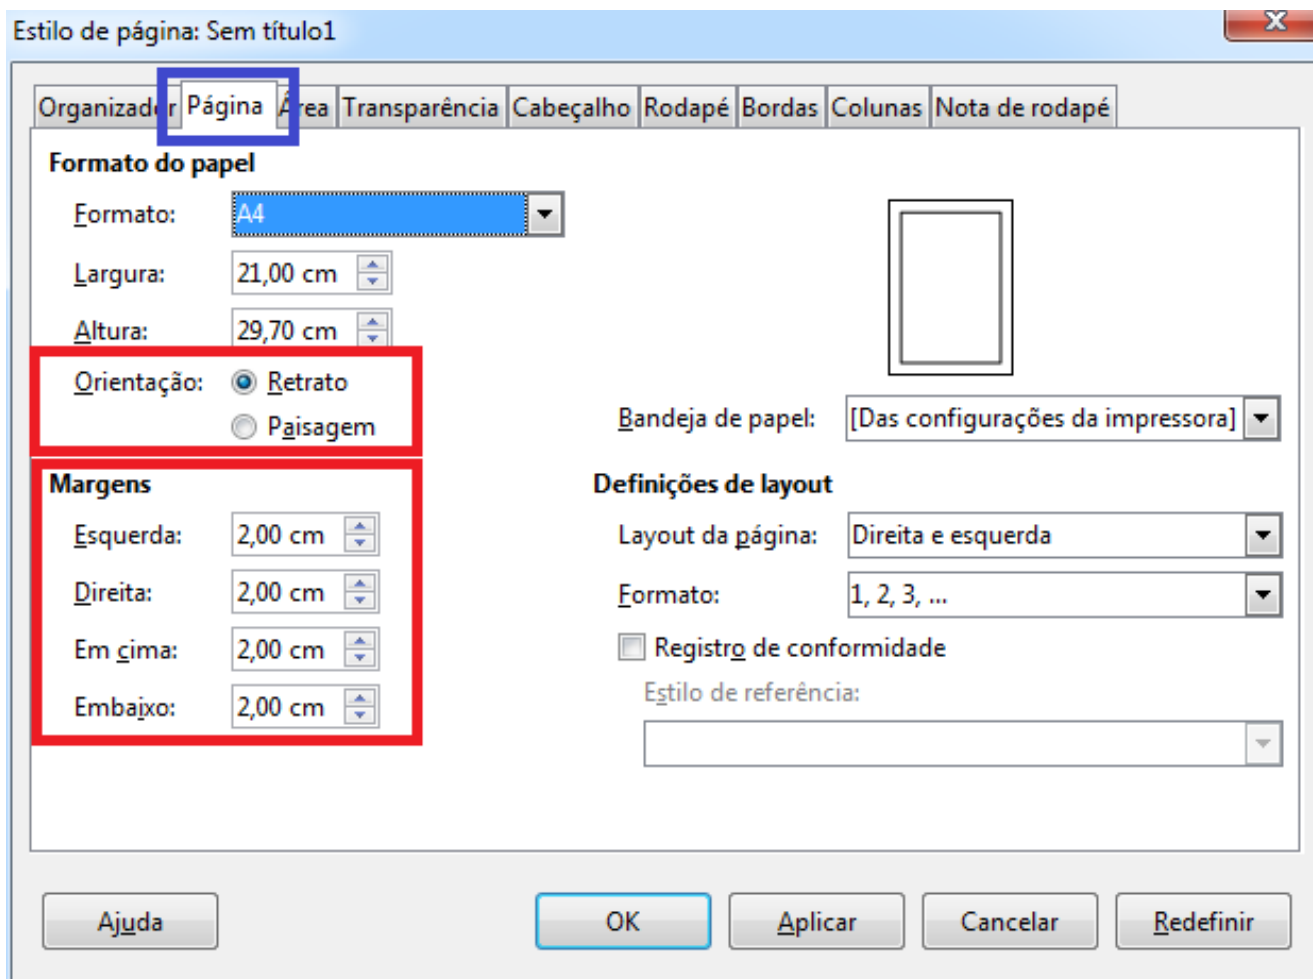 Estilo de página: Sem título1
Organizador Página Área Transparência Cabeçalho Rodapé Bordas Colunas Nota de rodapé
Formato do papel
Formato: A4
Largura: 21,00 cm
Altura: 29,70 cm
Orientação: Retrato
Paisagem
Bandeja de papel: [Das configurações da impressora]
Margens
Esquerda: 2,00 cm
Direita: 2,00 cm
Em cima: 2,00 cm
Embaixo: 2,00 cm
Definições de layout
Layout da página: Direita e esquerda
Formato: 1, 2, 3, ...
Registro de conformidade
Estilo de referência:
Ajuda OK Aplicar Cancelar Redefinir